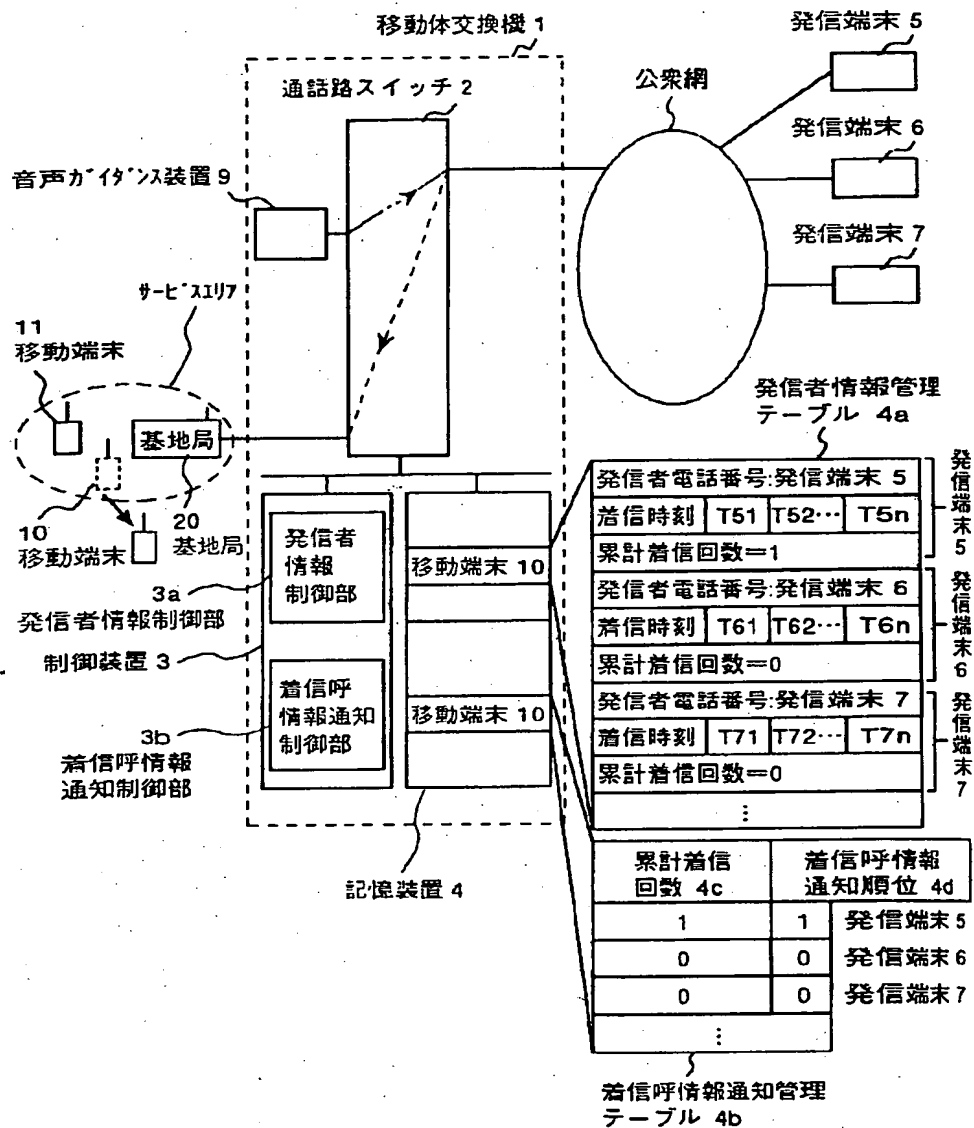 移動体交換機 1
発信端末 5
通話路スイッチ 2
公衆網
発信端末 6
音声ガイダンス装置 9
発信端末 7
サービスエリア
11
移動端末
発信者情報管理
テーブル 4a
基地局
10
移動端末
20
基地局
発信者
情報
制御部
3a
発信者情報制御部
制御装置 3
着信呼
情報通知
制御部
3b
着信呼情報
通知制御部
移動端末 10
移動端末 10
記憶装置 4
発信者電話番号:発信端末 5
着信時刻 T51 T52… T5n
累計着信回数=1
発信端末5
発信者電話番号:発信端末 6
着信時刻 T61 T62… T6n
累計着信回数=0
発信端末6
発信者電話番号:発信端末 7
着信時刻 T71 T72… T7n
累計着信回数=0
発信端末7
⋮
累計着信
回数 4c
着信呼情報
通知順位 4d
1 1 発信端末5
0 0 発信端末6
0 0 発信端末7
⋮
着信呼情報通知管理
テーブル 4b